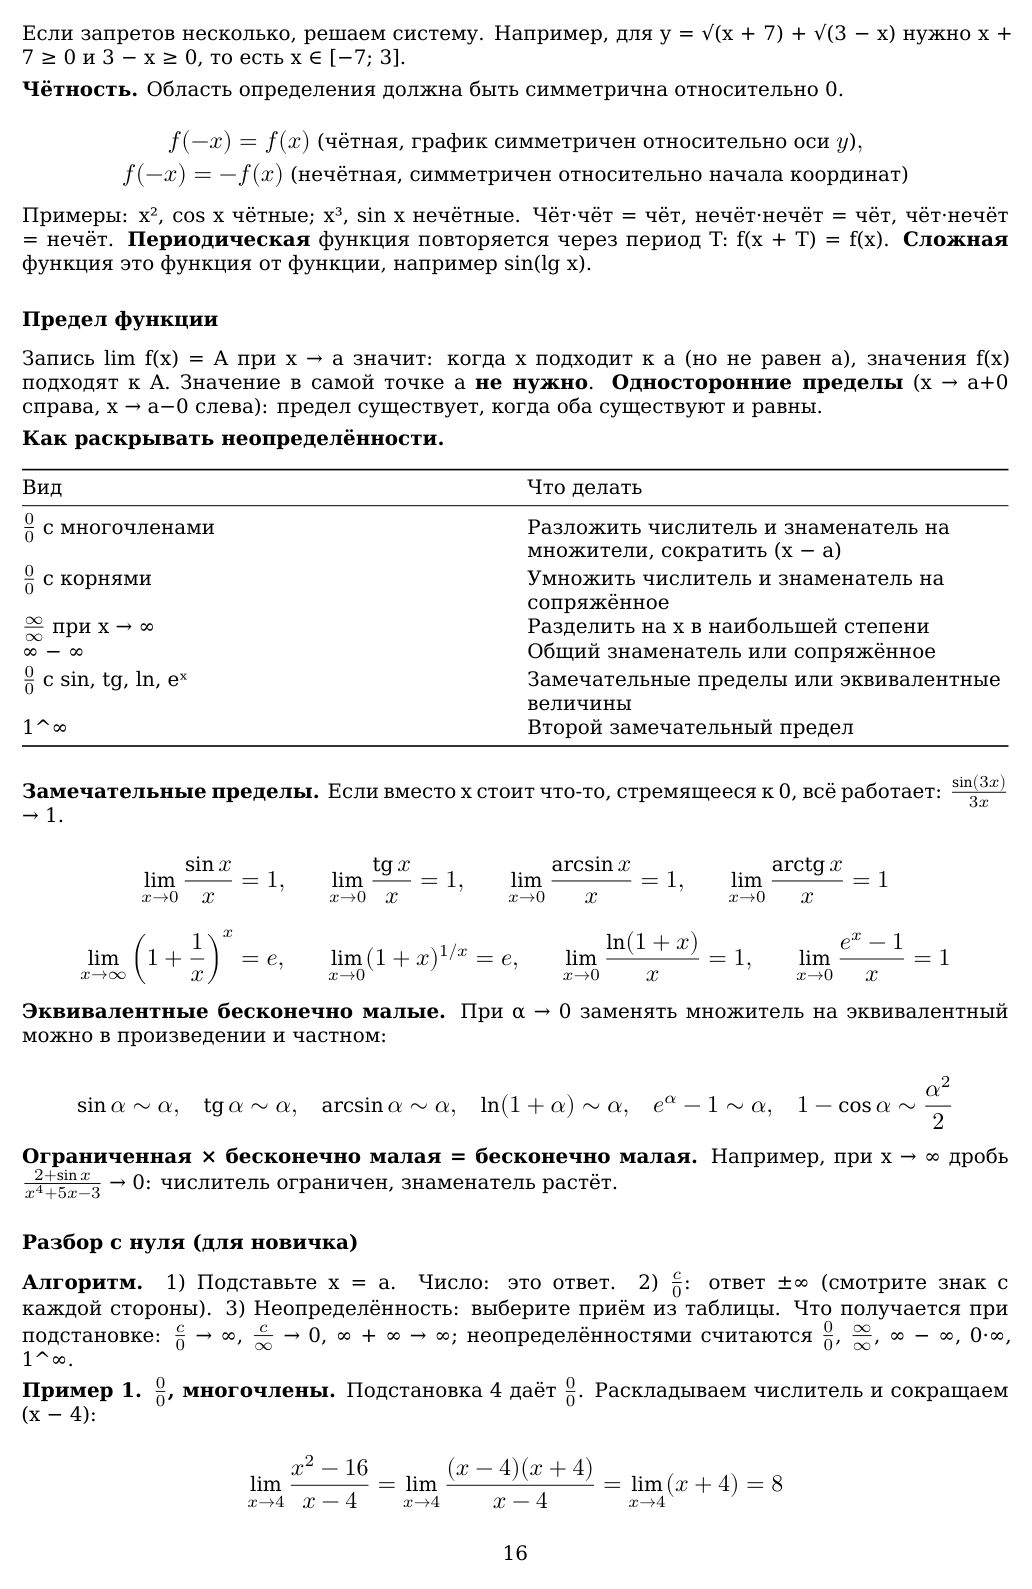 Если запретов несколько, решаем систему. Например, для y = √(x + 7) + √(3 − x) нужно x +
7 ≥ 0 и 3 − x ≥ 0, то есть x ∈ [−7; 3].
Чётность. Область определения должна быть симметрична относительно 0.
f(−x) = f(x) (чётная, график симметричен относительно оси y),
f(−x) = −f(x) (нечётная, симметричен относительно начала координат)
Примеры: x², cos x чётные; x³, sin x нечётные. Чёт·чёт = чёт, нечёт·нечёт = чёт, чёт·нечёт
= нечёт. Периодическая функция повторяется через период T: f(x + T) = f(x). Сложная
функция это функция от функции, например sin(lg x).
Предел функции
Запись lim f(x) = A при x → a значит: когда x подходит к a (но не равен a), значения f(x)
подходят к A. Значение в самой точке a не нужно. Односторонние пределы (x → a+0
справа, x → a−0 слева): предел существует, когда оба существуют и равны.
Как раскрывать неопределённости.
Вид Что делать
0/0 с многочленами Разложить числитель и знаменатель на
множители, сократить (x − a)
0/0 с корнями Умножить числитель и знаменатель на
сопряжённое
∞/∞ при x → ∞ Разделить на x в наибольшей степени
∞ − ∞ Общий знаменатель или сопряжённое
0/0 с sin, tg, ln, eˣ Замечательные пределы или эквивалентные
величины
1^∞ Второй замечательный предел
Замечательные пределы. Если вместо x стоит что-то, стремящееся к 0, всё работает: sin(3x)/3x
→ 1.
lim x→0 sin x/x = 1, lim x→0 tg x/x = 1, lim x→0 arcsin x/x = 1, lim x→0 arctg x/x = 1
lim x→∞ (1 + 1/x)^x = e, lim x→0 (1 + x)^{1/x} = e, lim x→0 ln(1 + x)/x = 1, lim x→0 (e^x − 1)/x = 1
Эквивалентные бесконечно малые. При α → 0 заменять множитель на эквивалентный
можно в произведении и частном:
sin α ∼ α, tg α ∼ α, arcsin α ∼ α, ln(1 + α) ∼ α, e^α − 1 ∼ α, 1 − cos α ∼ α²/2
Ограниченная × бесконечно малая = бесконечно малая. Например, при x → ∞ дробь
(2+sin x)/(x⁴+5x−3) → 0: числитель ограничен, знаменатель растёт.
Разбор с нуля (для новичка)
Алгоритм. 1) Подставьте x = a. Число: это ответ. 2) c/0: ответ ±∞ (смотрите знак с
каждой стороны). 3) Неопределённость: выберите приём из таблицы. Что получается при
подстановке: c/0 → ∞, c/∞ → 0, ∞ + ∞ → ∞; неопределённостями считаются 0/0, ∞/∞, ∞ − ∞, 0·∞,
1^∞.
Пример 1. 0/0, многочлены. Подстановка 4 даёт 0/0. Раскладываем числитель и сокращаем
(x − 4):
lim x→4 (x² − 16)/(x − 4) = lim x→4 (x − 4)(x + 4)/(x − 4) = lim x→4 (x + 4) = 8
16